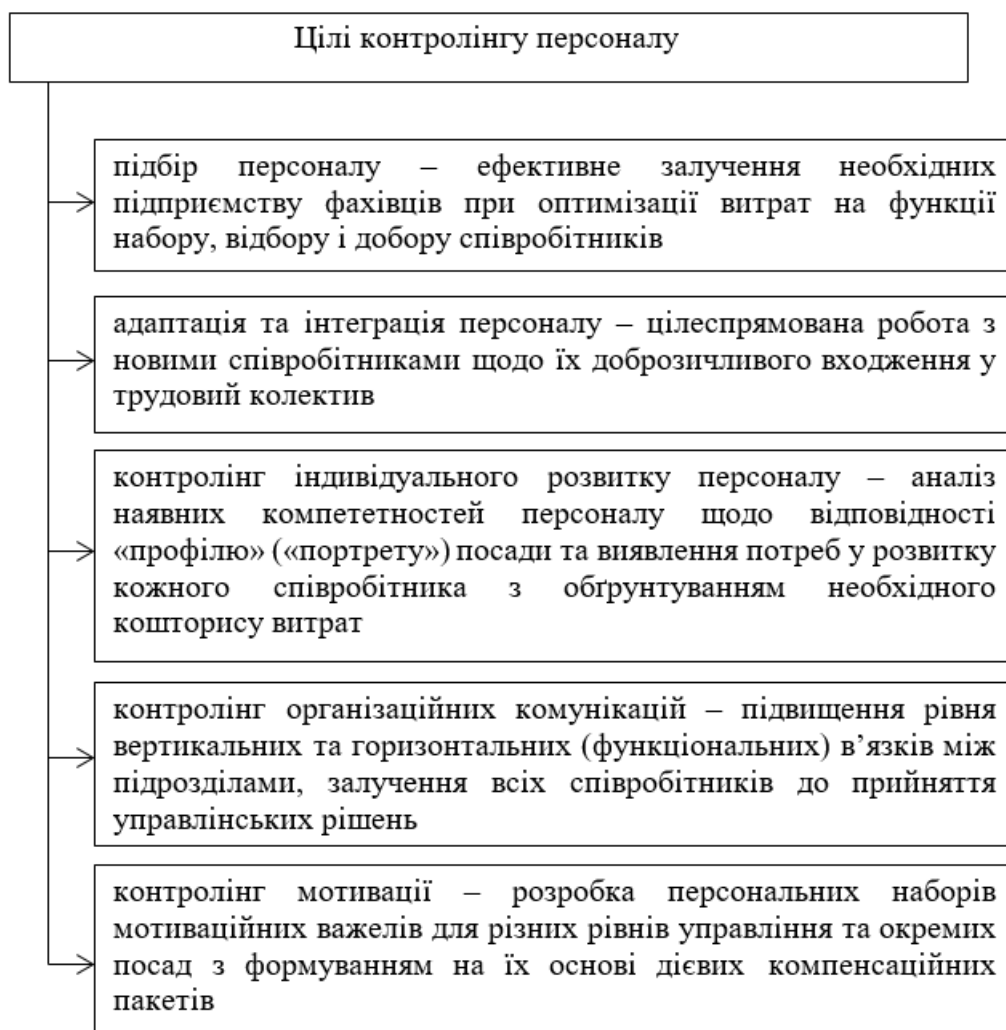 Цілі контролінгу персоналу
підбір персоналу – ефективне залучення необхідних
підприємству фахівців при оптимізації витрат на функції
набору, відбору і добору співробітників
адаптація та інтеграція персоналу – цілеспрямована робота з
новими співробітниками щодо їх доброзичливого входження у
трудовий колектив
контролінг індивідуального розвитку персоналу – аналіз
наявних компететностей персоналу щодо відповідності
«профілю» («портрету») посади та виявлення потреб у розвитку
кожного співробітника з обґрунтуванням необхідного
кошторису витрат
контролінг організаційних комунікацій – підвищення рівня
вертикальних та горизонтальних (функціональних) в’язків між
підрозділами, залучення всіх співробітників до прийняття
управлінських рішень
контролінг мотивації – розробка персональних наборів
мотиваційних важелів для різних рівнів управління та окремих
посад з формуванням на їх основі дієвих компенсаційних
пакетів